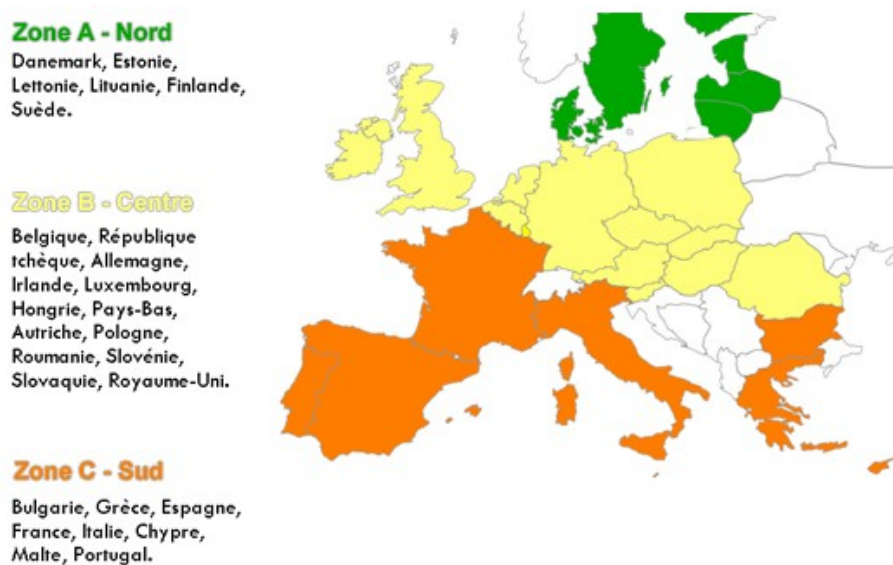 Zone A - Nord
Danemark, Estonie,
Lettonie, Lituanie, Finlande,
Suède.
Zone B - Centre
Belgique, République
tchèque, Allemagne,
Irlande, Luxembourg,
Hongrie, Pays-Bas,
Autriche, Pologne,
Roumanie, Slovénie,
Slovaquie, Royaume-Uni.
Zone C - Sud
Bulgarie, Grèce, Espagne,
France, Italie, Chypre,
Malte, Portugal.